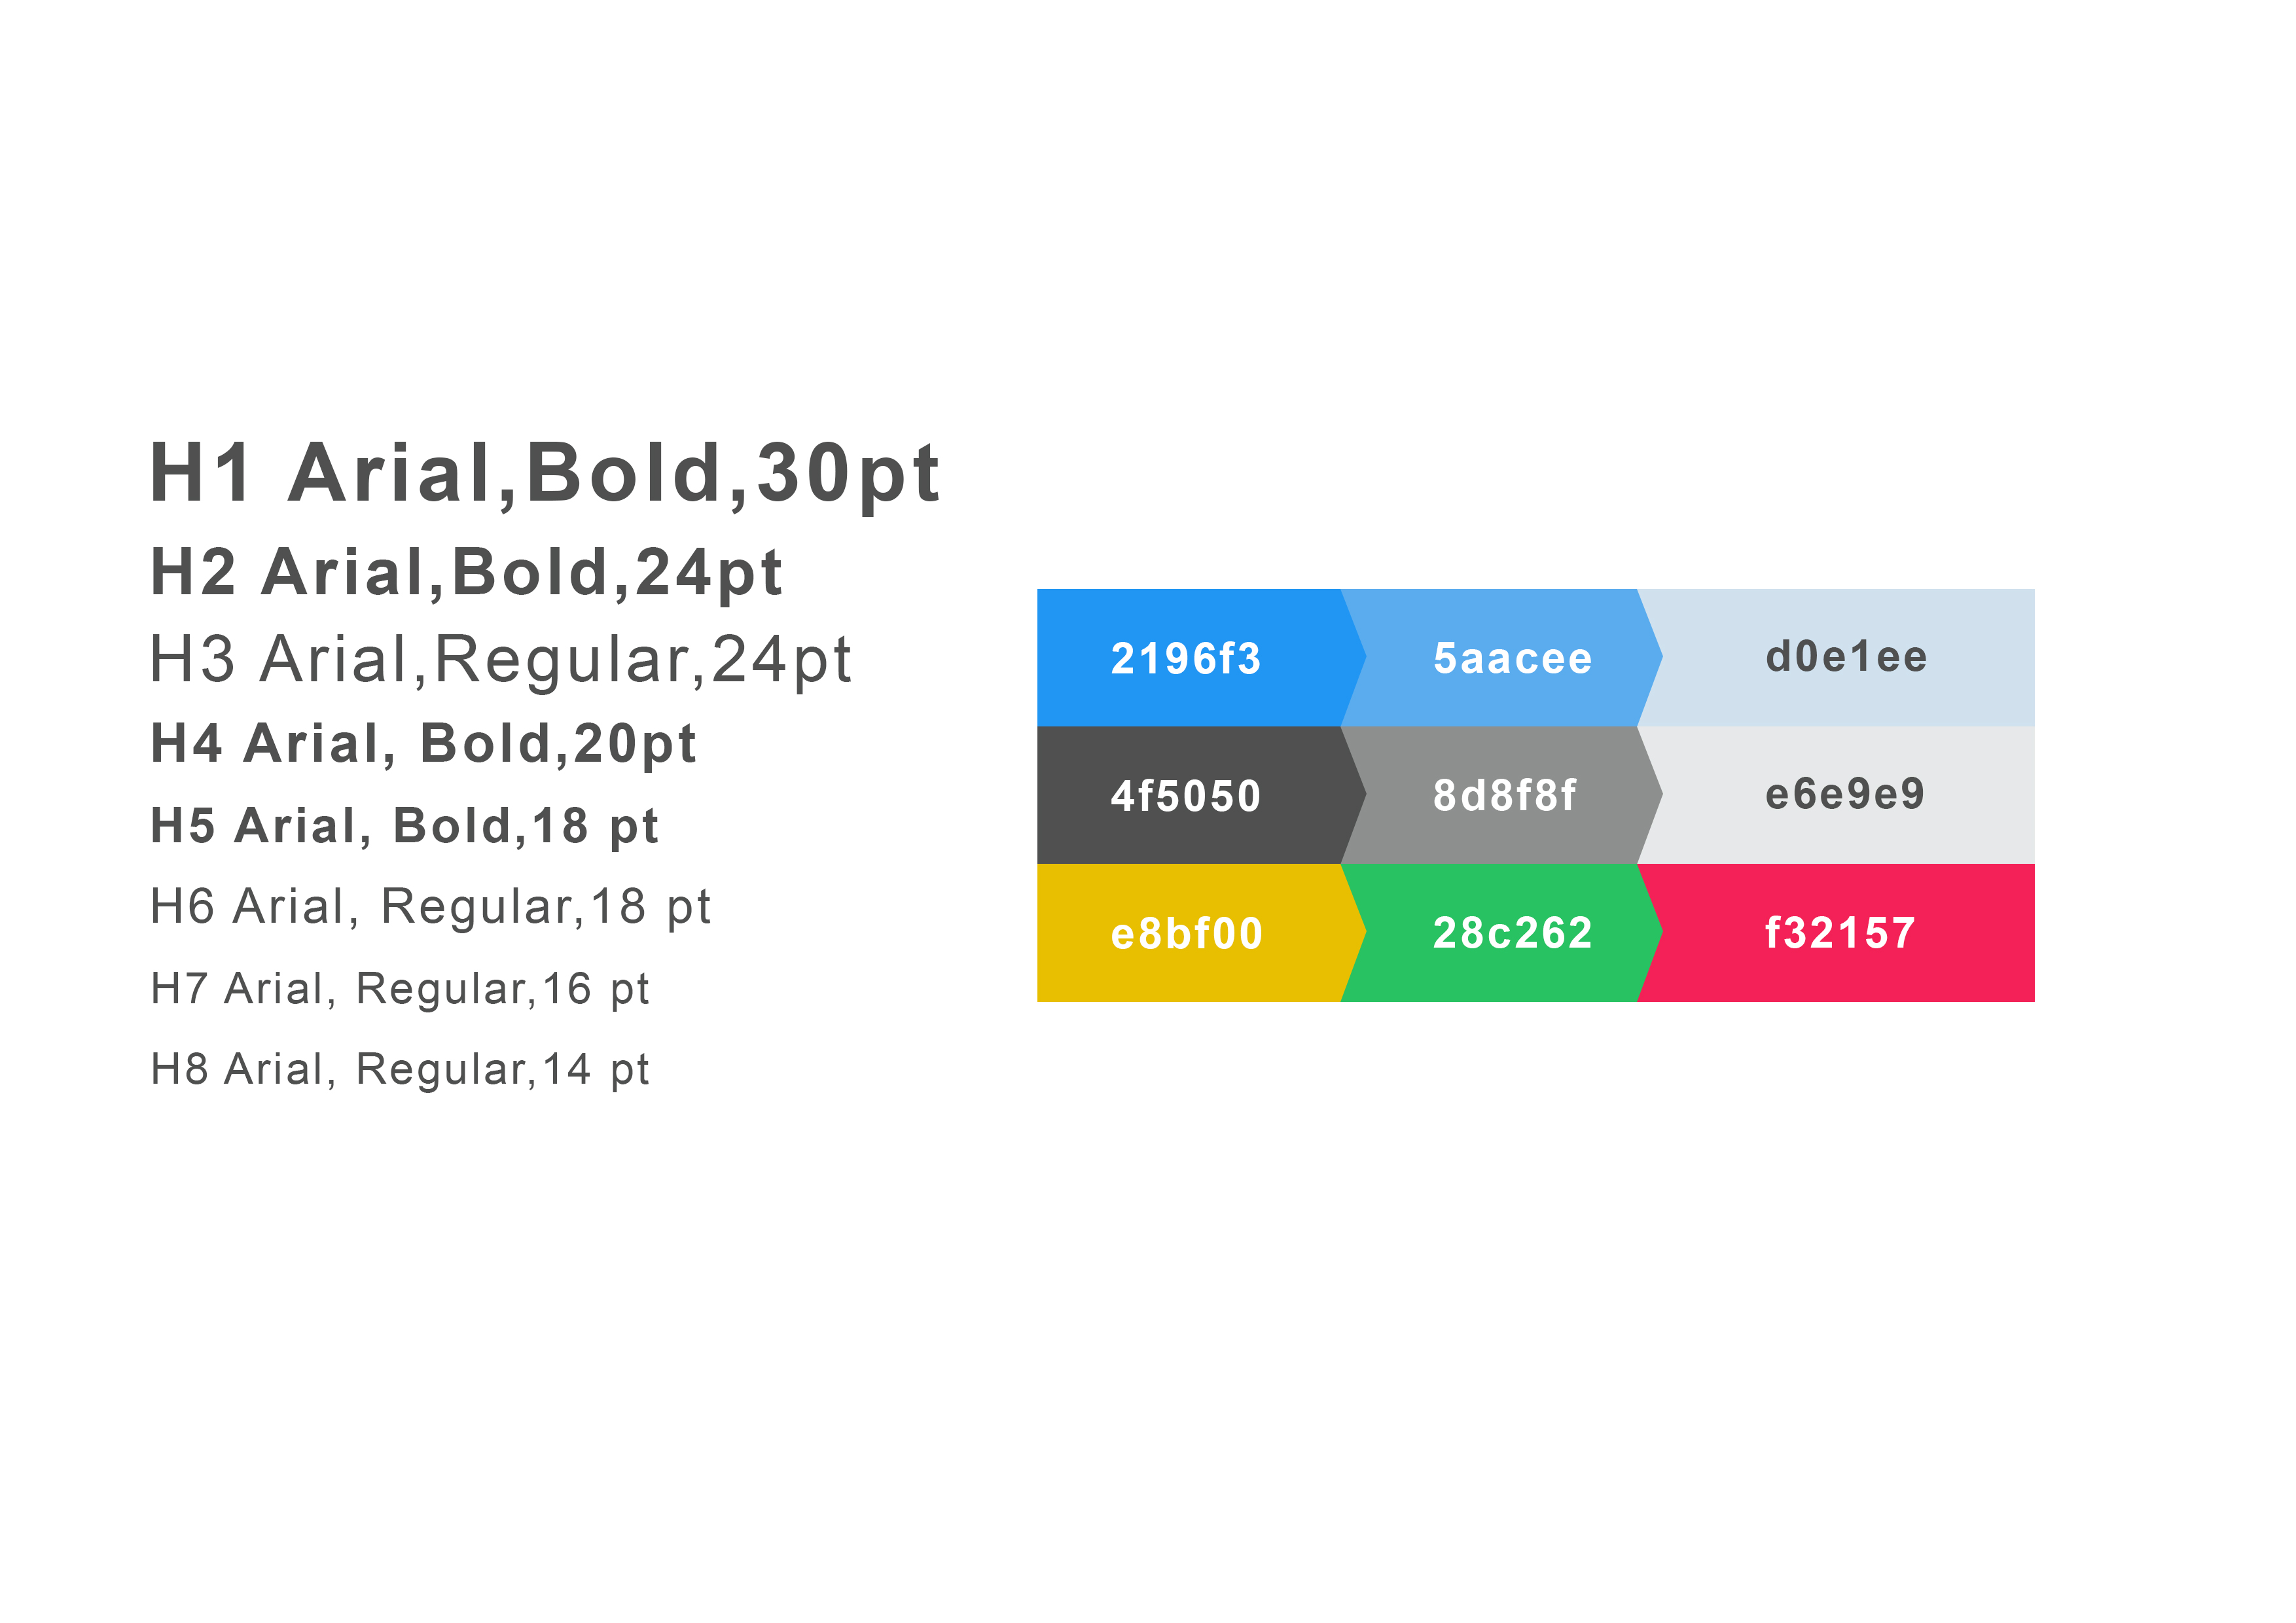 H1 Arial,Bold,30pt
H2 Arial,Bold,24pt
H3 Arial,Regular,24pt
H4 Arial, Bold,20pt
H5 Arial, Bold,18 pt
H6 Arial, Regular,18 pt
H7 Arial, Regular,16 pt
H8 Arial, Regular,14 pt
2196f3 5aacee d0e1ee
4f5050 8d8f8f e6e9e9
e8bf00 28c262 f32157